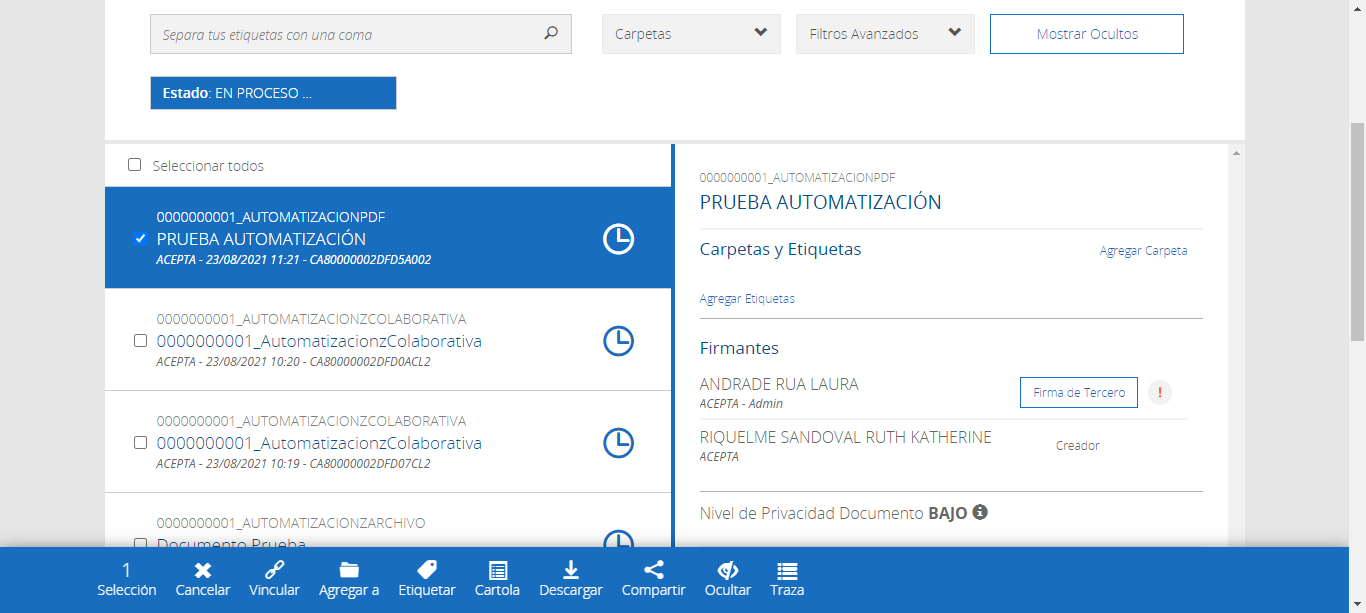 Separa tus etiquetas con una coma
Carpetas
Filtros Avanzados
Mostrar Ocultos
Estado: EN PROCESO ...
Seleccionar todos
0000000001_AUTOMATIZACIONPDF
PRUEBA AUTOMATIZACIÓN
ACEPTA - 23/08/2021 11:21 - CA80000002DFD5A002
0000000001_AUTOMATIZACIONZCOLABORATIVA
0000000001_AutomatizacionzColaborativa
ACEPTA - 23/08/2021 10:20 - CA80000002DFD0ACL2
0000000001_AUTOMATIZACIONZCOLABORATIVA
0000000001_AutomatizacionzColaborativa
ACEPTA - 23/08/2021 10:19 - CA80000002DFD07CL2
0000000001_AUTOMATIZACIONZARCHIVO
Documento Prueba
0000000001_AUTOMATIZACIONPDF
PRUEBA AUTOMATIZACIÓN
Carpetas y Etiquetas
Agregar Carpeta
Agregar Etiquetas
Firmantes
ANDRADE RUA LAURA
ACEPTA - Admin
Firma de Tercero
!
RIQUELME SANDOVAL RUTH KATHERINE
ACEPTA
Creador
Nivel de Privacidad Documento BAJO
1
Selección
Cancelar
Vincular
Agregar a
Etiquetar
Cartola
Descargar
Compartir
Ocultar
Traza